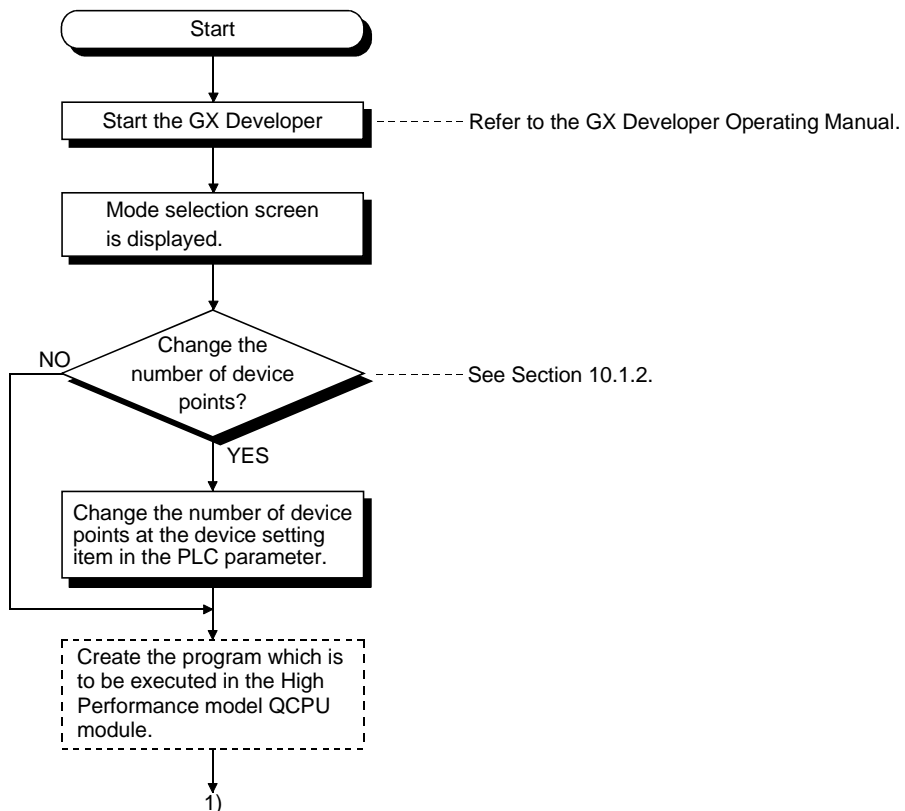 Start
Start the GX Developer
Refer to the GX Developer Operating Manual.
Mode selection screen
is displayed.
Change the
number of device
points?
NO
See Section 10.1.2.
YES
Change the number of device
points at the device setting
item in the PLC parameter.
Create the program which is
to be executed in the High
Performance model QCPU
module.
1)